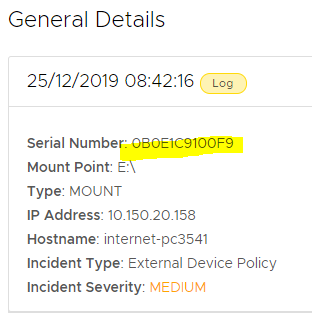 General Details
25/12/2019 08:42:16 Log
Serial Number: 0B0E1C9100F9
Mount Point: E:\
Type: MOUNT
IP Address: 10.150.20.158
Hostname: internet-pc3541
Incident Type: External Device Policy
Incident Severity: MEDIUM